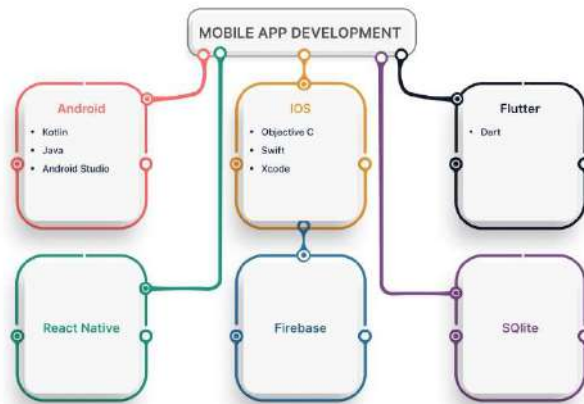 MOBILE APP DEVELOPMENT
Android
• Kotlin
• Java
• Android Studio
IOS
• Objective C
• Swift
• Xcode
Flutter
• Dart
React Native
Firebase
SQlite